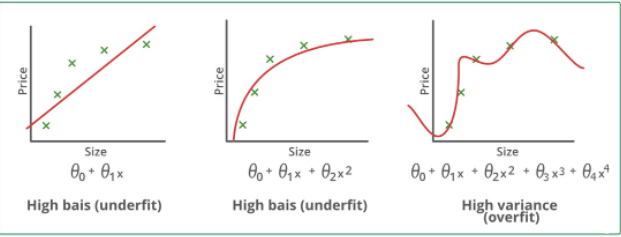 Price
Size
θ0 + θ1x
High bais (underfit)
Price
Size
θ0 + θ1x + θ2x2
High bais (underfit)
Price
Size
θ0 + θ1x + θ2x2 + θ3x3 + θ4x4
High variance
(overfit)